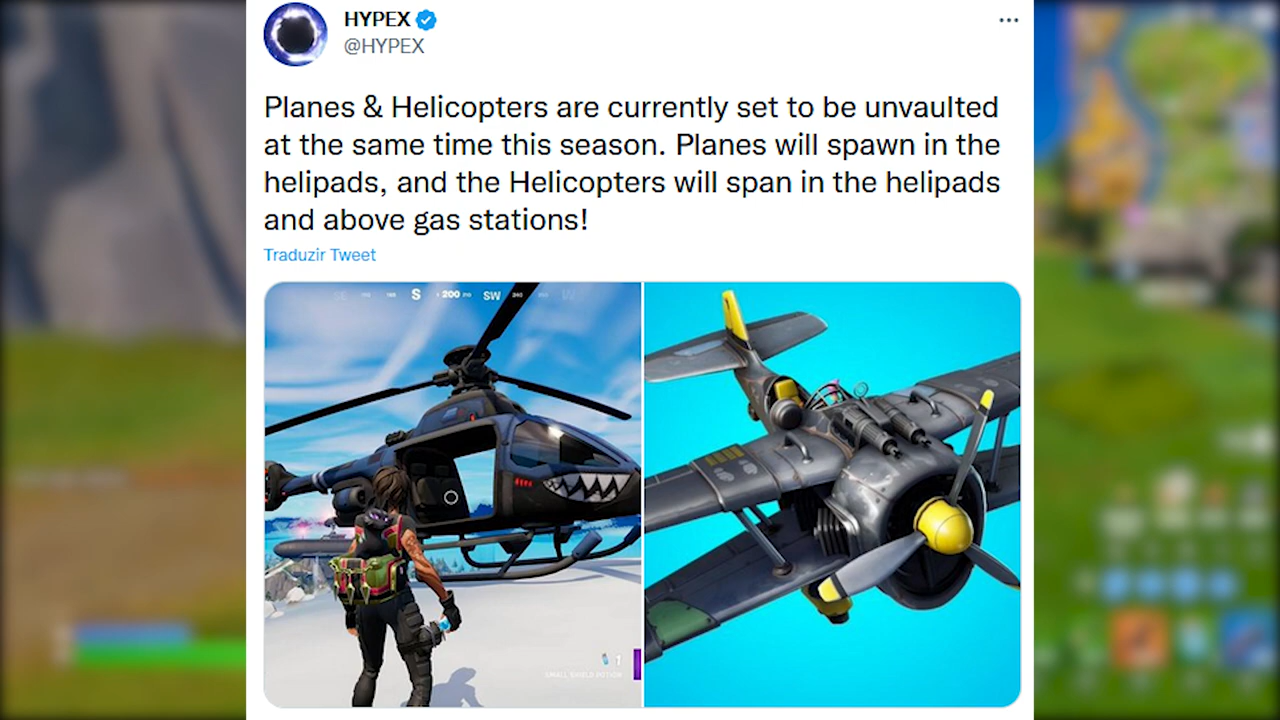 HYPEX
@HYPEX
Planes & Helicopters are currently set to be unvaulted
at the same time this season. Planes will spawn in the
helipads, and the Helicopters will span in the helipads
and above gas stations!
Traduzir Tweet
S 200 SW 240
1
SMALL SHIELD POTION